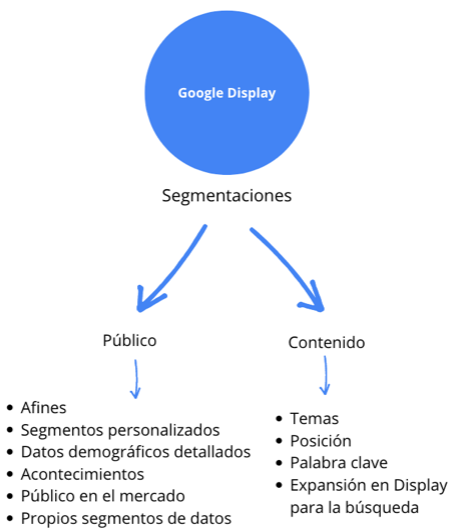 Google Display
Segmentaciones
Público
Contenido
• Afines
• Segmentos personalizados
• Datos demográficos detallados
• Acontecimientos
• Público en el mercado
• Propios segmentos de datos
• Temas
• Posición
• Palabra clave
• Expansión en Display
para la búsqueda